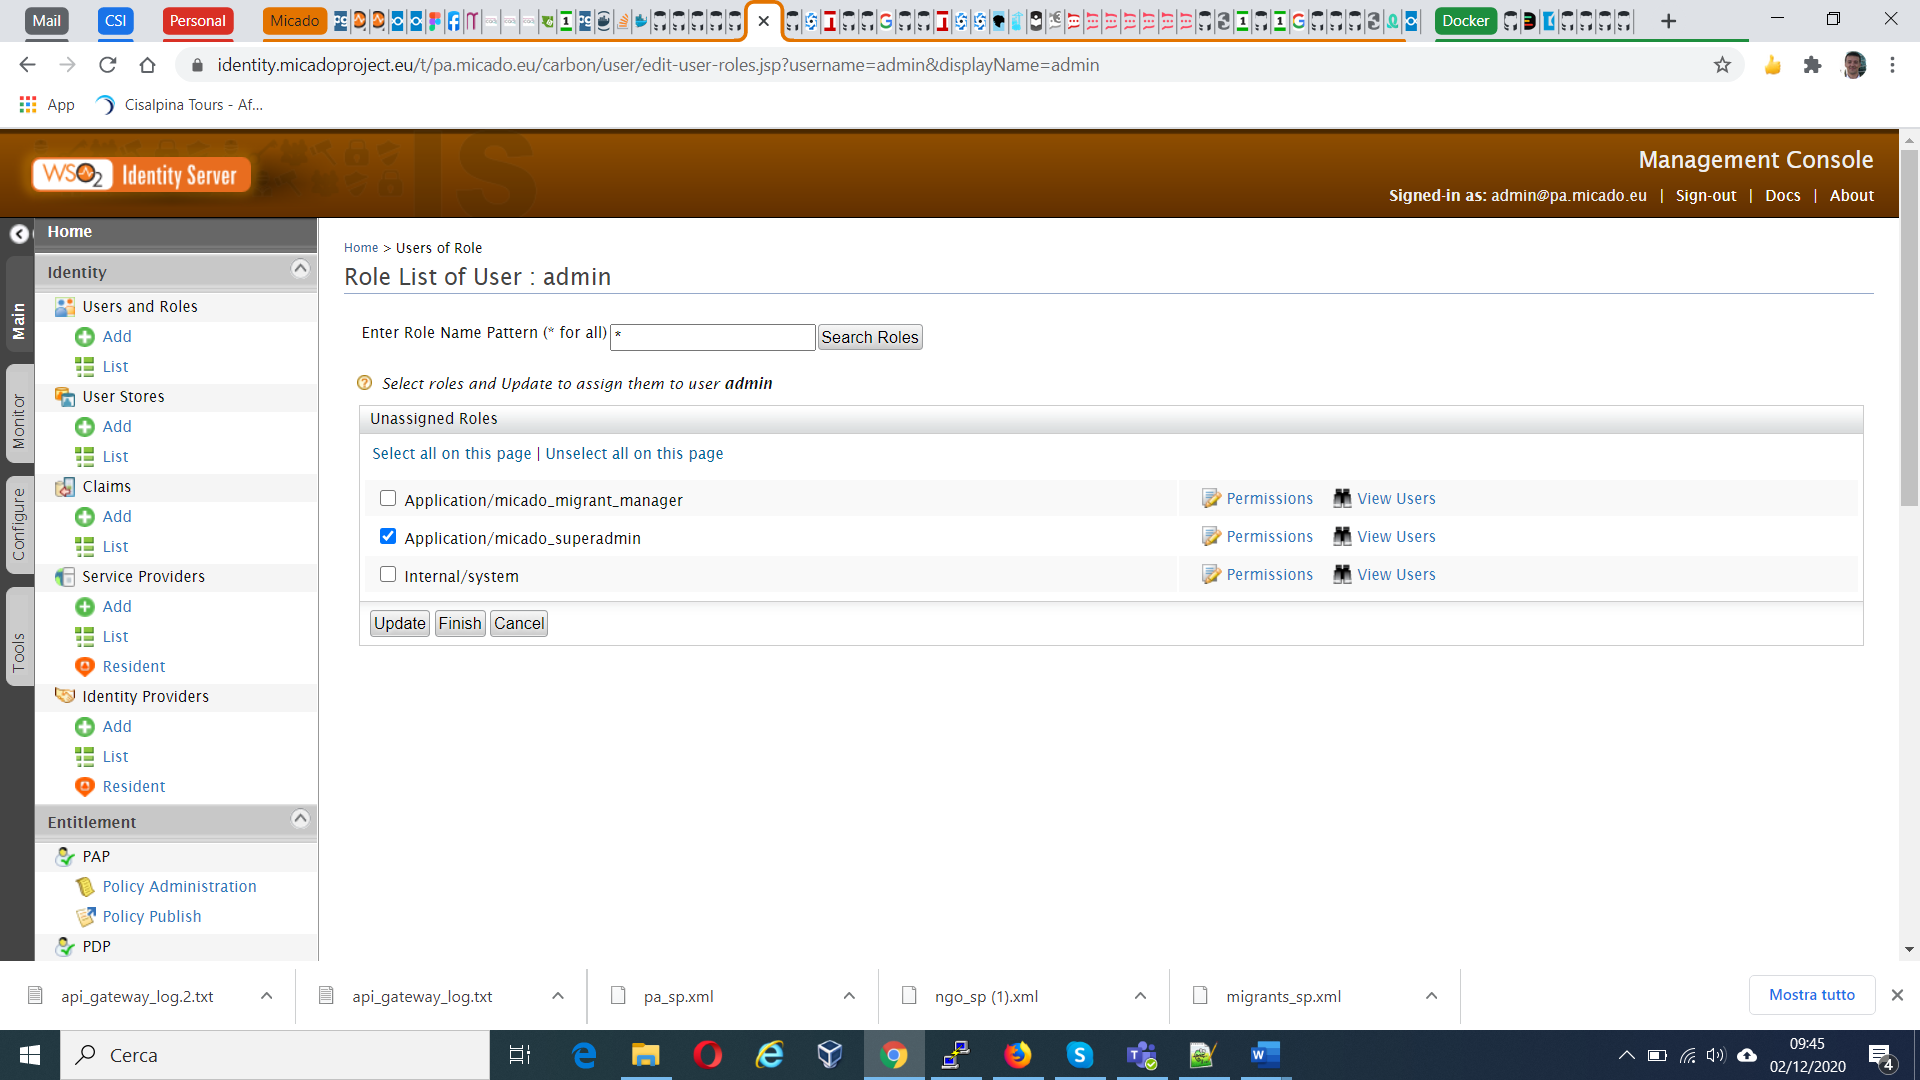 Mail
CSI
Personal
Micado
Docker
identity.micadoproject.eu/t/pa.micado.eu/carbon/user/edit-user-roles.jsp?username=admin&displayName=admin
App
Cisalpina Tours - Af...
WSO2 Identity Server
Management Console
Signed-in as: admin@pa.micado.eu | Sign-out | Docs | About
Main
Monitor
Configure
Tools
Home
Identity
Users and Roles
Add
List
User Stores
Add
List
Claims
Add
List
Service Providers
Add
List
Resident
Identity Providers
Add
List
Resident
Entitlement
PAP
Policy Administration
Policy Publish
PDP
Home > Users of Role
Role List of User : admin
Enter Role Name Pattern (* for all) * Search Roles
Select roles and Update to assign them to user admin
Unassigned Roles
Select all on this page | Unselect all on this page
Application/micado_migrant_manager Permissions View Users
Application/micado_superadmin Permissions View Users
Internal/system Permissions View Users
Update Finish Cancel
api_gateway_log.2.txt
api_gateway_log.txt
pa_sp.xml
ngo_sp (1).xml
migrants_sp.xml
Mostra tutto
Cerca
09:45
02/12/2020
4